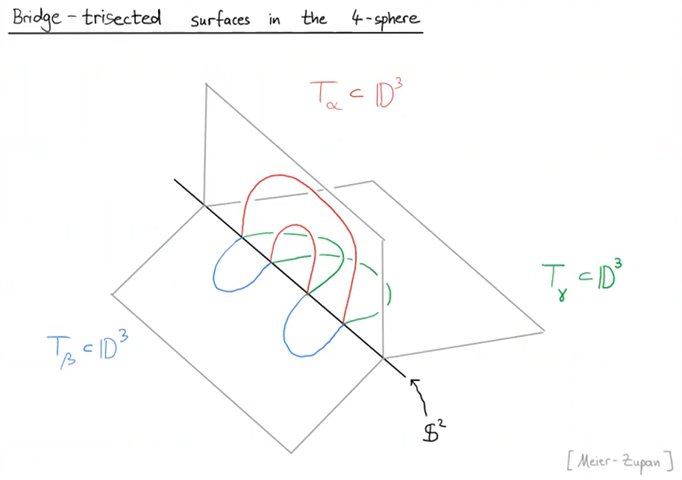 Bridge-trisected surfaces in the 4-sphere
T_α ⊂ 𝔻³
T_γ ⊂ 𝔻³
T_β ⊂ 𝔻³
𝕊²
[Meier-Zupan]